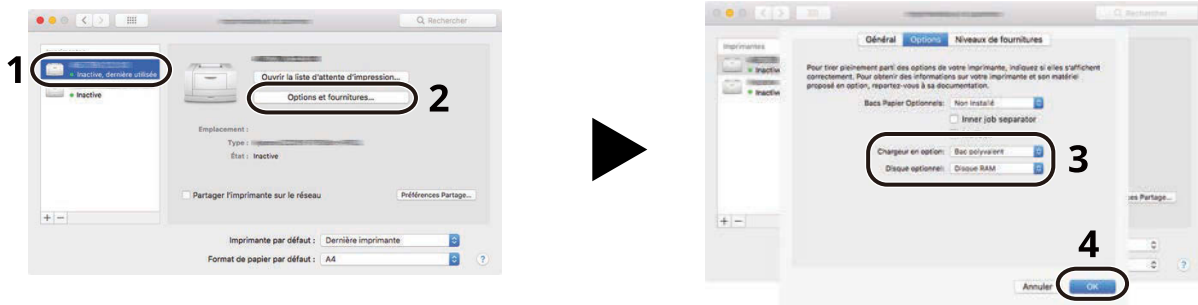 Rechercher
Imprimantes
1
Inactive, dernière utilisée
Inactive
Ouvrir la liste d'attente d'impression...
Options et fournitures...
2
Emplacement :
Type :
État : Inactive
Partager l'imprimante sur le réseau
Préférences Partage...
+ −
Imprimante par défaut : Dernière imprimante
Format de papier par défaut : A4
?
Rechercher
Imprimantes
Inactiv
Inactiv
Général Options Niveaux de fournitures
Pour tirer pleinement parti des options de votre imprimante, indiquez si elles s'affichent
correctement. Pour obtenir des informations sur votre imprimante et son matériel
proposé en option, reportez-vous à sa documentation.
Bacs Papier Optionnels: Non installé
Inner job separator
Chargeur en option: Bac polyvalent
Disque optionnel: Disque RAM
3
es Partage...
+ −
4
?
Annuler OK